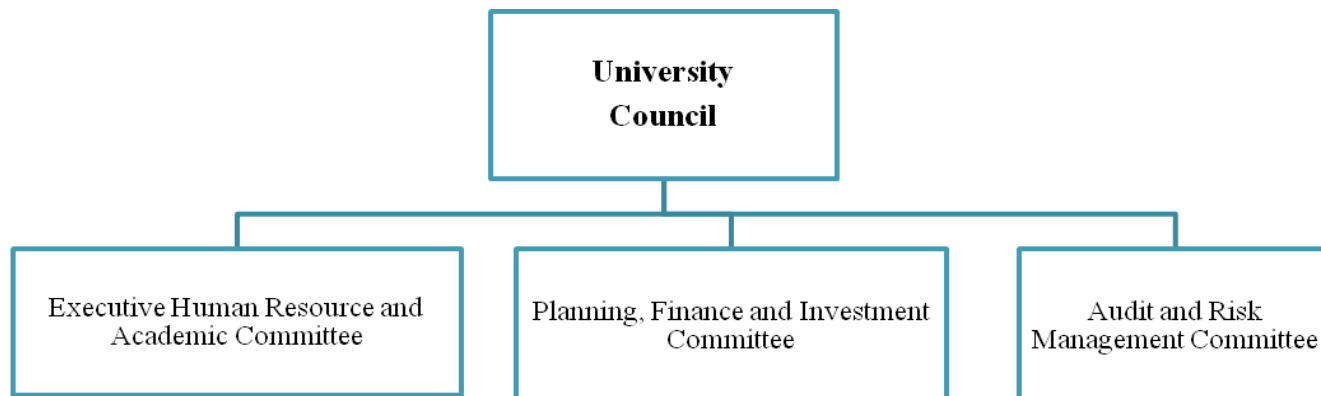 University
Council
Executive Human Resource and
Academic Committee
Planning, Finance and Investment
Committee
Audit and Risk
Management Committee